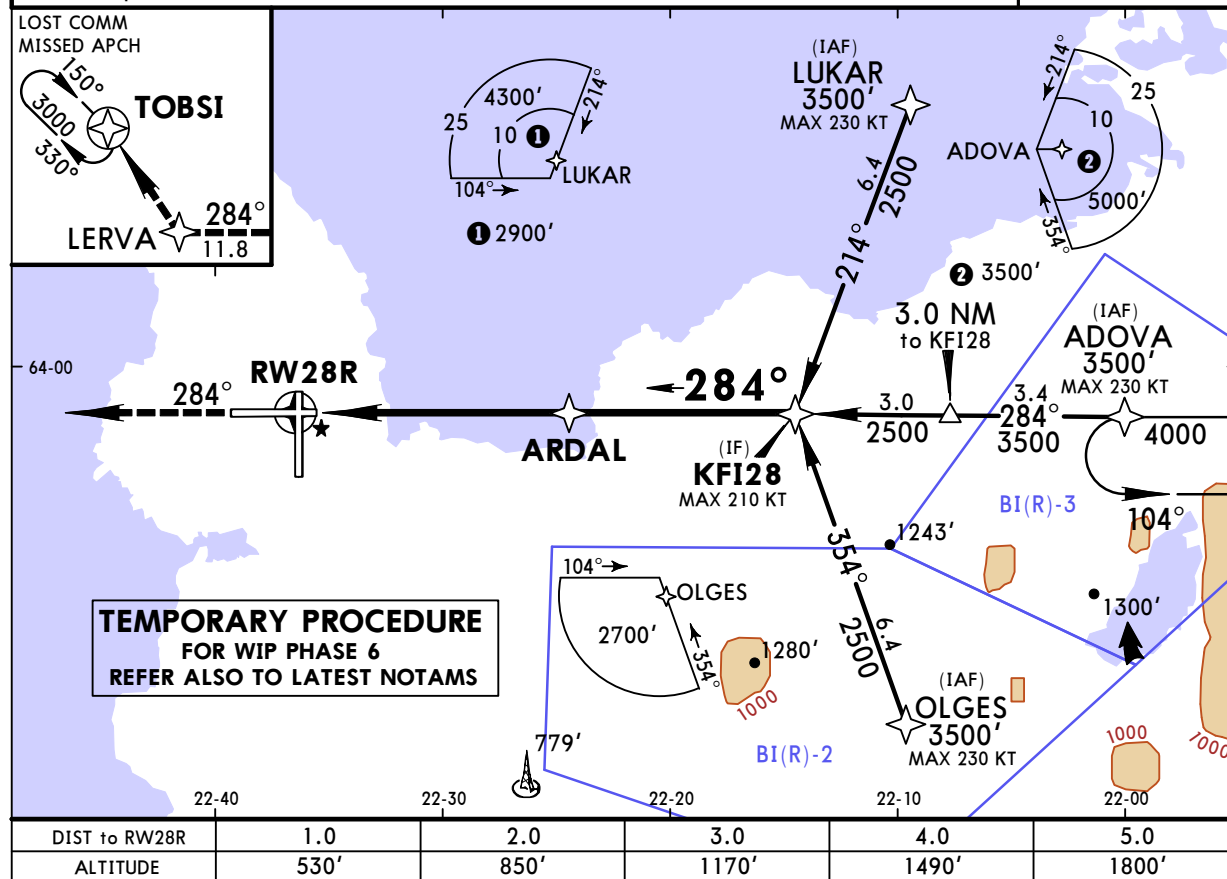 LOST COMM
MISSED APCH
150°
3000
330°
TOBSI
LERVA
284°
11.8
4300'
25
10
1
214°
LUKAR
104°
1 2900'
(IAF)
LUKAR
3500'
MAX 230 KT
6.4
2500
214°
214°
25
10
ADOVA
2
5000'
354°
2 3500'
3.0 NM
to KFI28
(IAF)
ADOVA
3500'
MAX 230 KT
64-00
RW28R
284°
284°
3.0
2500
3.4
284°
3500
4000
ARDAL
(IF)
KFI28
MAX 210 KT
104°
BI(R)-3
1243'
354°
6.4
2500
1300'
104°
OLGES
2700'
354°
1280'
1000
TEMPORARY PROCEDURE
FOR WIP PHASE 6
REFER ALSO TO LATEST NOTAMS
(IAF)
OLGES
3500'
MAX 230 KT
BI(R)-2
779'
1000
1000
22-40
22-30
22-20
22-10
22-00
DIST to RW28R 1.0 2.0 3.0 4.0 5.0
ALTITUDE 530' 850' 1170' 1490' 1800'